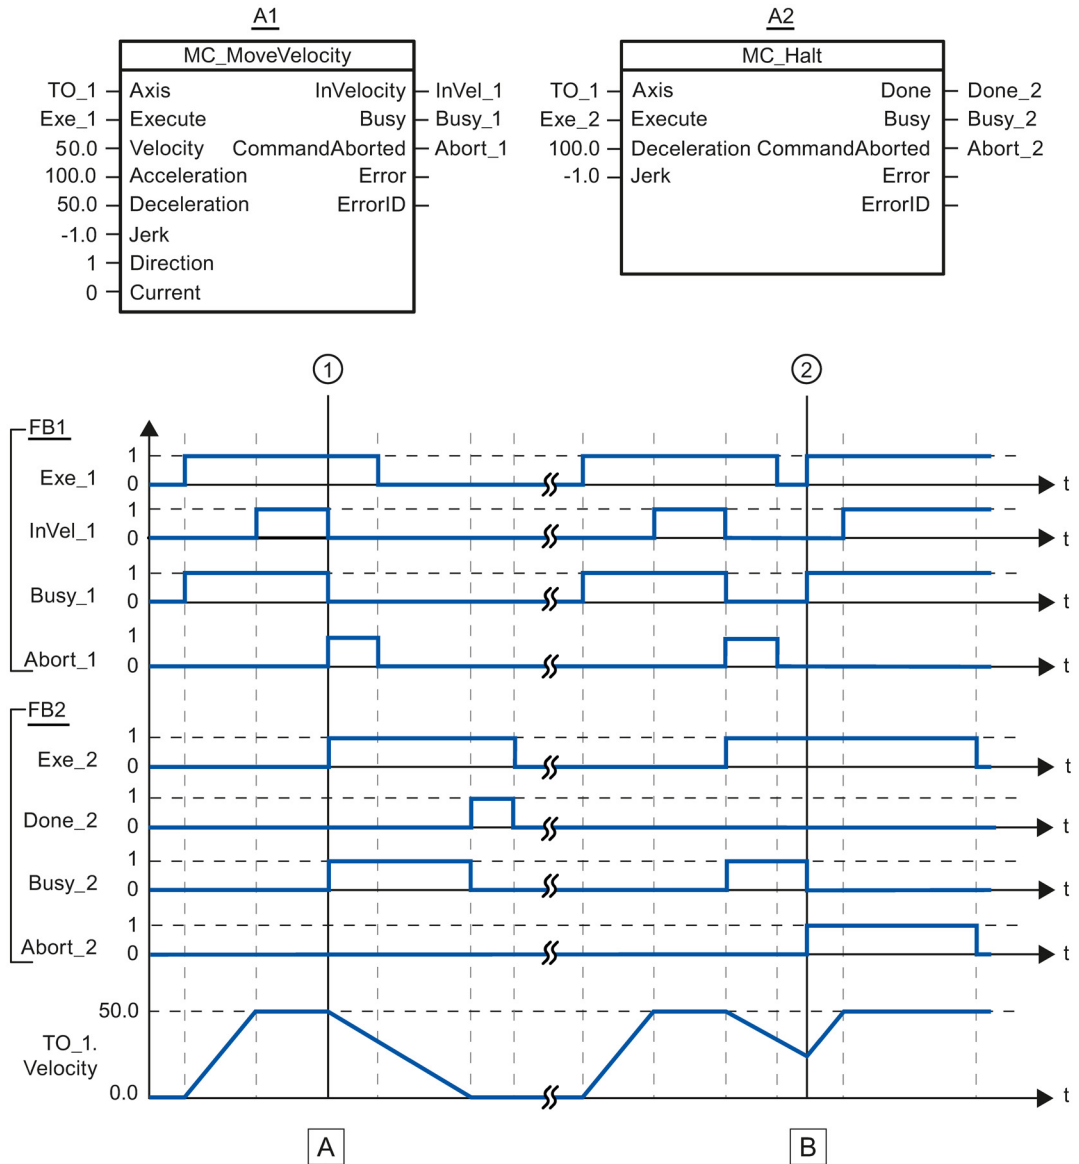 A1
A2
MC_MoveVelocity
MC_Halt
TO_1 Axis InVelocity InVel_1
TO_1 Axis Done Done_2
Exe_1 Execute Busy Busy_1
Exe_2 Execute Busy Busy_2
50.0 Velocity CommandAborted Abort_1
100.0 Deceleration CommandAborted Abort_2
100.0 Acceleration Error
-1.0 Jerk Error
50.0 Deceleration ErrorID
ErrorID
-1.0 Jerk
1 Direction
0 Current
1
2
FB1
1
Exe_1
0
t
1
InVel_1
0
t
1
Busy_1
0
t
1
Abort_1
0
t
FB2
1
Exe_2
0
t
1
Done_2
0
t
1
Busy_2
0
t
1
Abort_2
0
t
50.0
TO_1.
Velocity
0.0
t
A
B